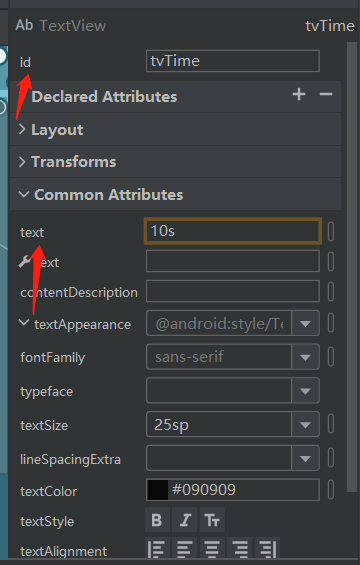 Ab TextView tvTime
id tvTime
Declared Attributes
Layout
Transforms
Common Attributes
text 10s
text
contentDescription
textAppearance @android:style/Te
fontFamily sans-serif
typeface
textSize 25sp
lineSpacingExtra
textColor #090909
textStyle B I Tт
textAlignment